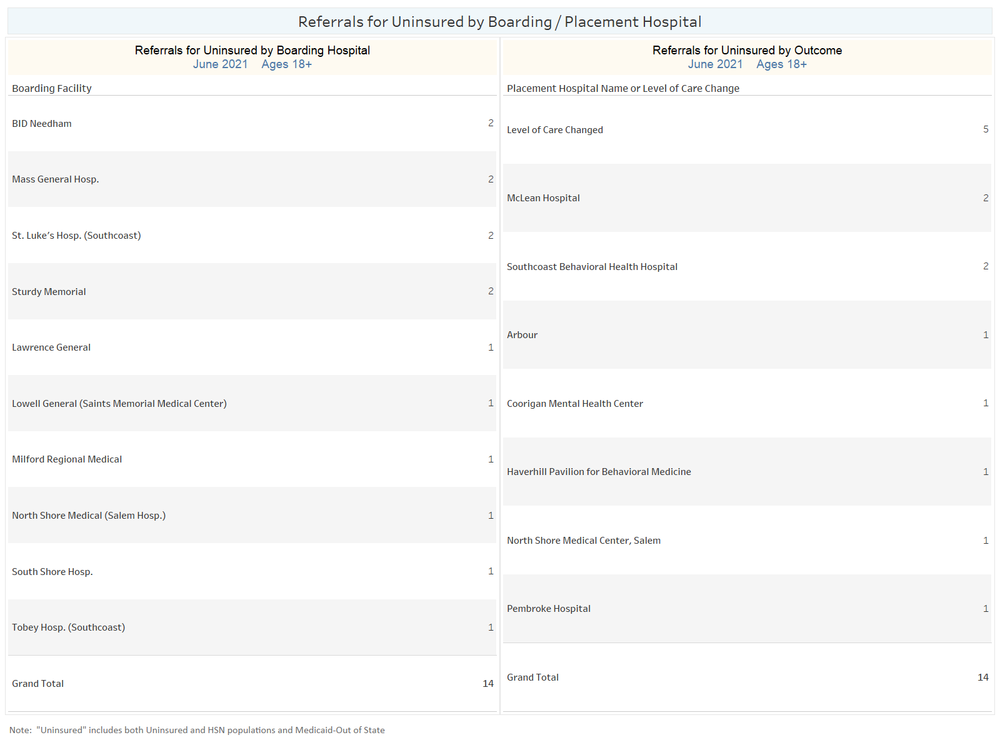 Referrals for Uninsured by Boarding / Placement Hospital
Referrals for Uninsured by Boarding Hospital
June 2021 Ages 18+
Boarding Facility
BID Needham 2
Mass General Hosp. 2
St. Luke's Hosp. (Southcoast) 2
Sturdy Memorial 2
Lawrence General 1
Lowell General (Saints Memorial Medical Center) 1
Milford Regional Medical 1
North Shore Medical (Salem Hosp.) 1
South Shore Hosp. 1
Tobey Hosp. (Southcoast) 1
Grand Total 14
Referrals for Uninsured by Outcome
June 2021 Ages 18+
Placement Hospital Name or Level of Care Change
Level of Care Changed 5
McLean Hospital 2
Southcoast Behavioral Health Hospital 2
Arbour 1
Coorigan Mental Health Center 1
Haverhill Pavilion for Behavioral Medicine 1
North Shore Medical Center, Salem 1
Pembroke Hospital 1
Grand Total 14
Note: "Uninsured" includes both Uninsured and HSN populations and Medicaid-Out of State